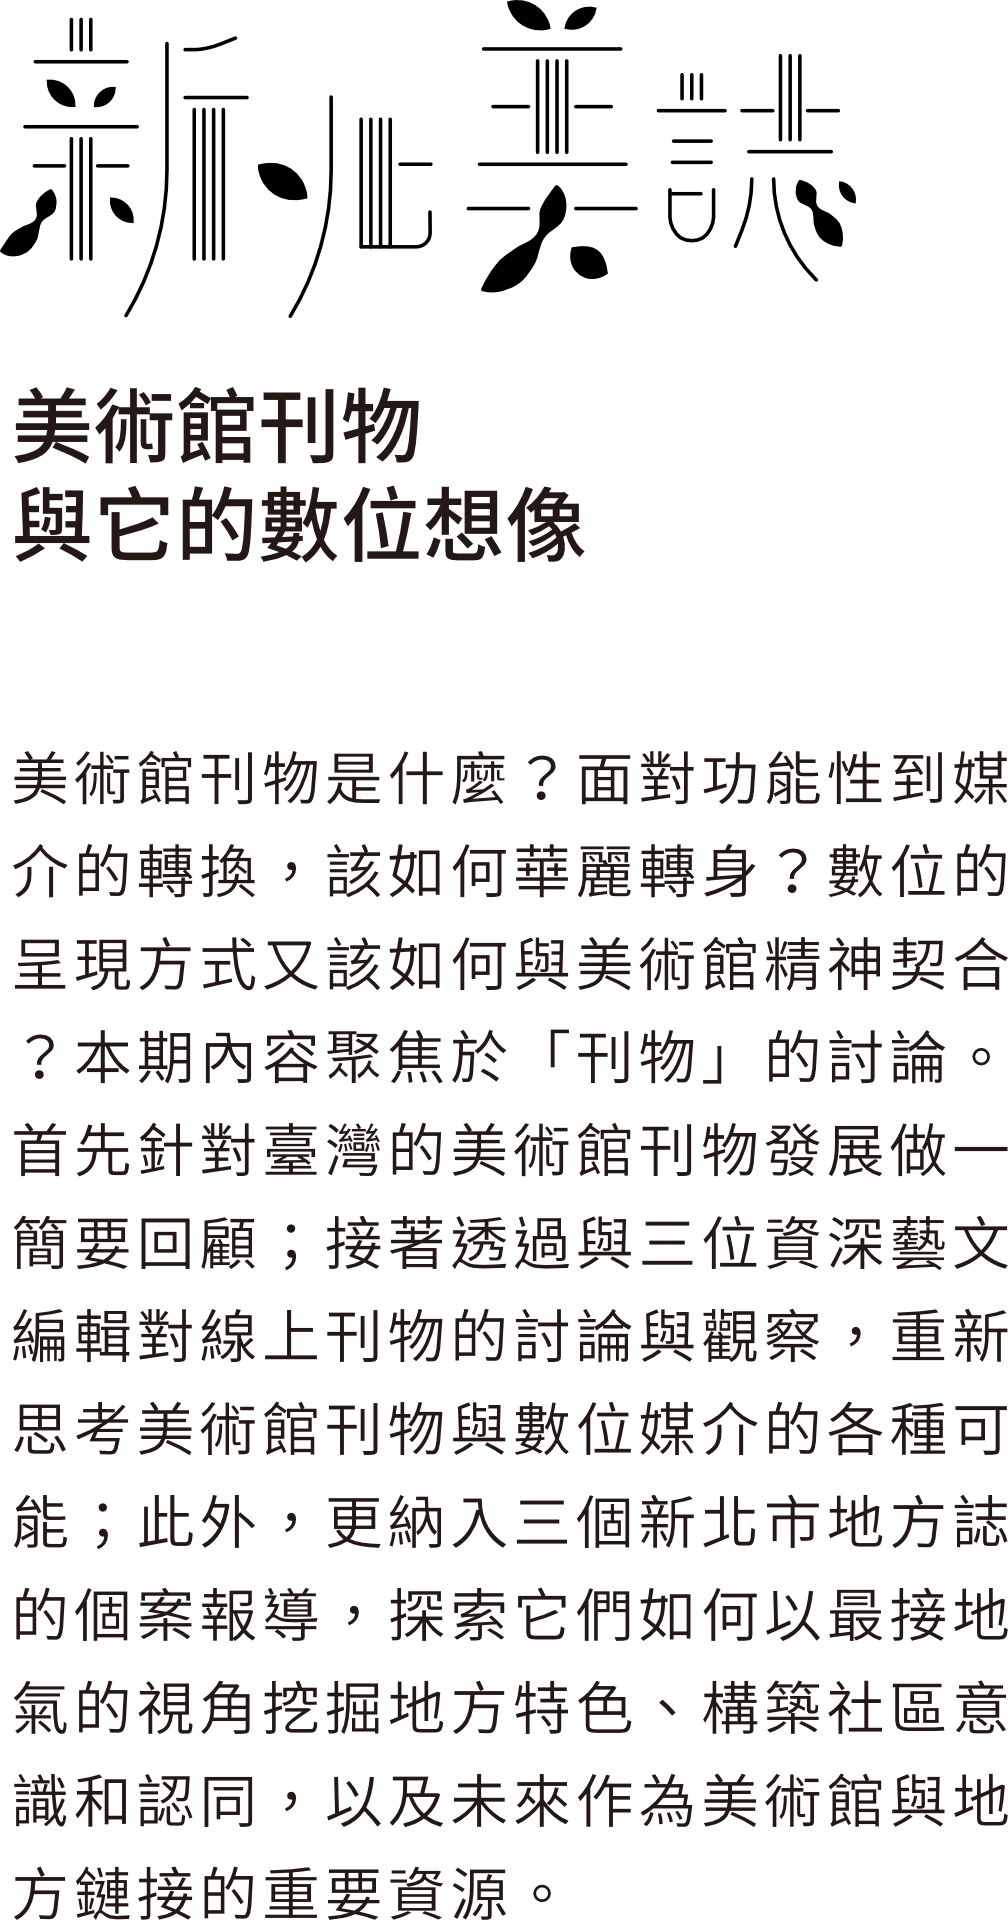 新北美誌
美術館刊物
與它的數位想像
美術館刊物是什麼？面對功能性到媒
介的轉換，該如何華麗轉身？數位的
呈現方式又該如何與美術館精神契合
？本期內容聚焦於「刊物」的討論。
首先針對臺灣的美術館刊物發展做一
簡要回顧；接著透過與三位資深藝文
編輯對線上刊物的討論與觀察，重新
思考美術館刊物與數位媒介的各種可
能；此外，更納入三個新北市地方誌
的個案報導，探索它們如何以最接地
氣的視角挖掘地方特色、構築社區意
識和認同，以及未來作為美術館與地
方鏈接的重要資源。